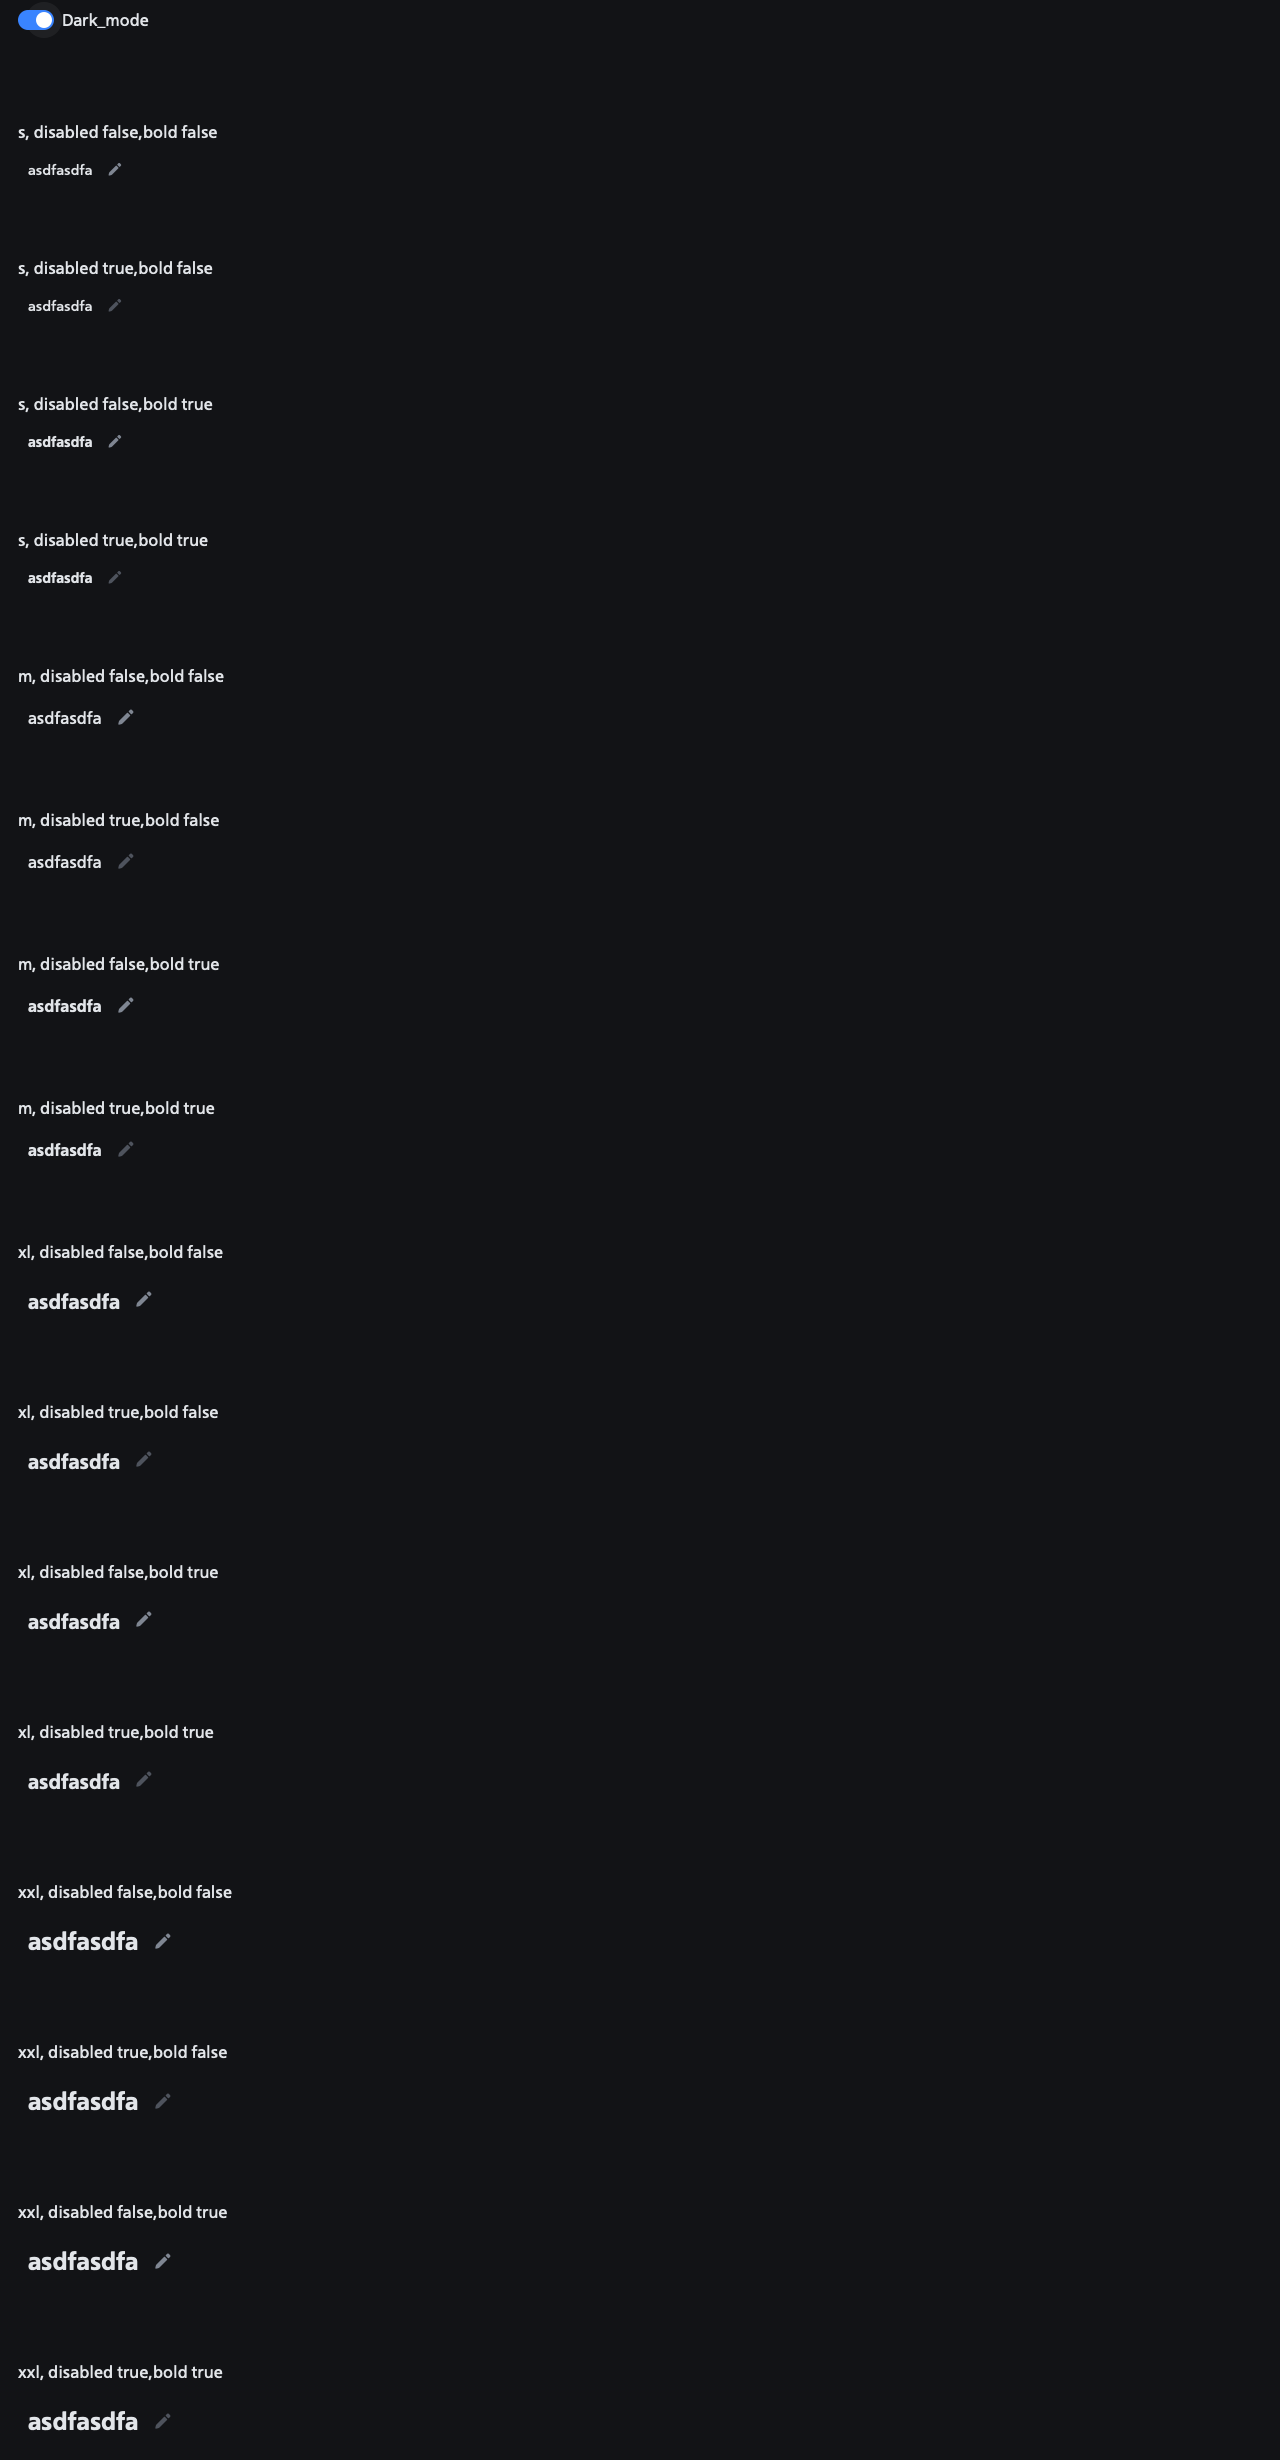 Dark_mode
s, disabled false,bold false
asdfasdfa
s, disabled true,bold false
asdfasdfa
s, disabled false,bold true
asdfasdfa
s, disabled true,bold true
asdfasdfa
m, disabled false,bold false
asdfasdfa
m, disabled true,bold false
asdfasdfa
m, disabled false,bold true
asdfasdfa
m, disabled true,bold true
asdfasdfa
xl, disabled false,bold false
asdfasdfa
xl, disabled true,bold false
asdfasdfa
xl, disabled false,bold true
asdfasdfa
xl, disabled true,bold true
asdfasdfa
xxl, disabled false,bold false
asdfasdfa
xxl, disabled true,bold false
asdfasdfa
xxl, disabled false,bold true
asdfasdfa
xxl, disabled true,bold true
asdfasdfa